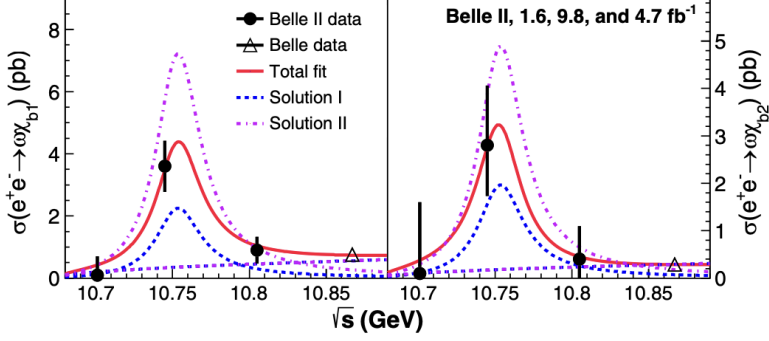 Belle II, 1.6, 9.8, and 4.7 fb⁻¹
Belle II data
Belle data
Total fit
Solution I
Solution II
σ(e⁺e⁻→ωχb1) (pb)
8
6
4
2
0
σ(e⁺e⁻→ωχb2) (pb)
5
4
3
2
1
0
10.7 10.75 10.8 10.85 10.7 10.75 10.8 10.85
√s (GeV)